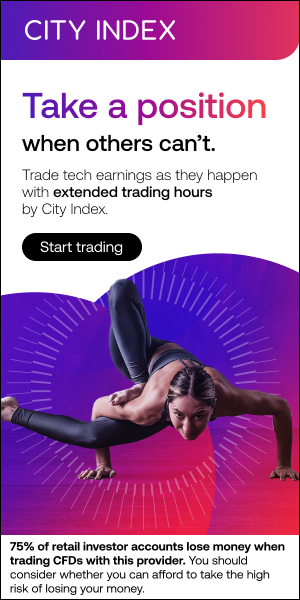 CITY INDEX
Take a position
when others can’t.
Trade tech earnings as they happen
with extended trading hours
by City Index.
Start trading
75% of retail investor accounts lose money when
trading CFDs with this provider. You should
consider whether you can afford to take the high
risk of losing your money.